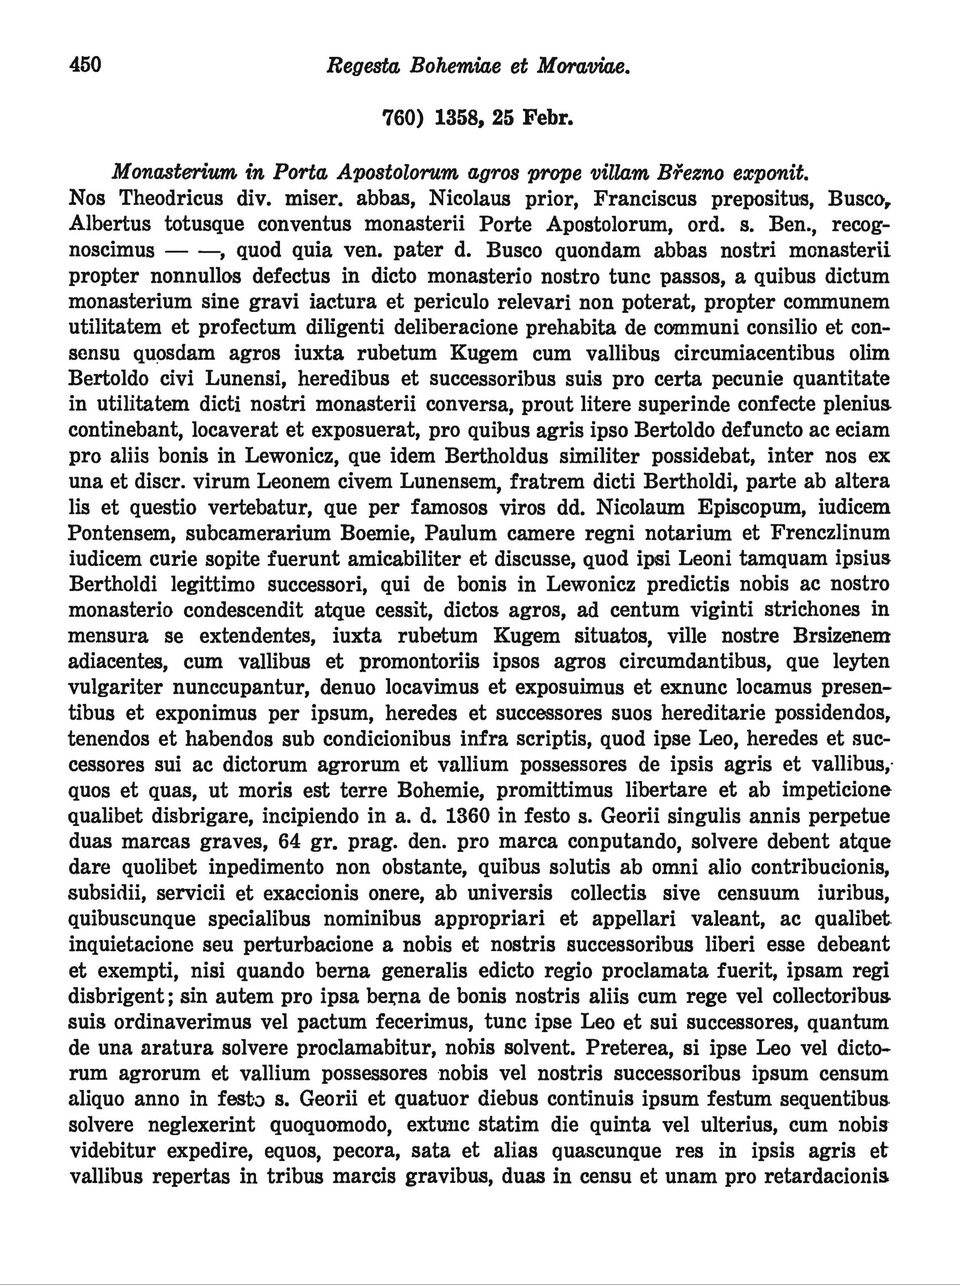 450 Regesta Bohemiae et Moraviae.
760) 1358, 25 Febr.
Monasterium in Porta Apostolorum agros prope villam Březno exponit.
Nos Theodricus div. miser. abbas, Nicolaus prior, Franciscus prepositus, Busco,
Albertus totusque conventus monasterii Porte Apostolorum, ord. s. Ben., recog-
noscimus — —, quod quia ven. pater d. Busco quondam abbas nostri monasterii
propter nonnullos defectus in dicto monasterio nostro tunc passos, a quibus dictum
monasterium sine gravi iactura et periculo relevari non poterat, propter communem
utilitatem et profectum diligenti deliberacione prehabita de communi consilio et con-
sensu quosdam agros iuxta rubetum Kugem cum vallibus circumiacentibus olim
Bertoldo civi Lunensi, heredibus et successoribus suis pro certa pecunie quantitate
in utilitatem dicti nostri monasterii conversa, prout litere superinde confecte plenius
continebant, locaverat et exposuerat, pro quibus agris ipso Bertoldo defuncto ac eciam
pro aliis bonis in Lewonicz, que idem Bertholdus similiter possidebat, inter nos ex
una et discr. virum Leonem civem Lunensem, fratrem dicti Bertholdi, parte ab altera
lis et questio vertebatur, que per famosos viros dd. Nicolaum Episcopum, iudicem
Pontensem, subcamerarium Boemie, Paulum camere regni notarium et Frenczlinum
iudicem curie sopite fuerunt amicabiliter et discusse, quod ipsi Leoni tamquam ipsius
Bertholdi legittimo successori, qui de bonis in Lewonicz predictis nobis ac nostro
monasterio condescendit atque cessit, dictos agros, ad centum viginti strichones in
mensura se extendentes, iuxta rubetum Kugem situatos, ville nostre Brsizenem
adiacentes, cum vallibus et promontoriis ipsos agros circumdantibus, que leyten
vulgariter nunccupantur, denuo locavimus et exposuimus et exnunc locamus presen-
tibus et exponimus per ipsum, heredes et successores suos hereditarie possidendos,
tenendos et habendos sub condicionibus infra scriptis, quod ipse Leo, heredes et suc-
cessores sui ac dictorum agrorum et vallium possessores de ipsis agris et vallibus,
quos et quas, ut moris est terre Bohemie, promittimus libertare et ab impeticione
qualibet disbrigare, incipiendo in a. d. 1360 in festo s. Georii singulis annis perpetue
duas marcas graves, 64 gr. prag. den. pro marca conputando, solvere debent atque
dare quolibet inpedimento non obstante, quibus solutis ab omni alio contribucionis,
subsidii, servicii et exaccionis onere, ab universis collectis sive censuum iuribus,
quibuscunque specialibus nominibus appropriari et appellari valeant, ac qualibet
inquietacione seu perturbacione a nobis et nostris successoribus liberi esse debeant
et exempti, nisi quando berna generalis edicto regio proclamata fuerit, ipsam regi
disbrigent; sin autem pro ipsa berna de bonis nostris aliis cum rege vel collectoribus
suis ordinaverimus vel pactum fecerimus, tunc ipse Leo et sui successores, quantum
de una aratura solvere proclamabitur, nobis solvent. Preterea, si ipse Leo vel dicto-
rum agrorum et vallium possessores nobis vel nostris successoribus ipsum censum
aliquo anno in festo s. Georii et quatuor diebus continuis ipsum festum sequentibus
solvere neglexerint quoquomodo, extunc statim die quinta vel ulterius, cum nobis
videbitur expedire, equos, pecora, sata et alias quascunque res in ipsis agris et
vallibus repertas in tribus marcis gravibus, duas in censu et unam pro retardacionis